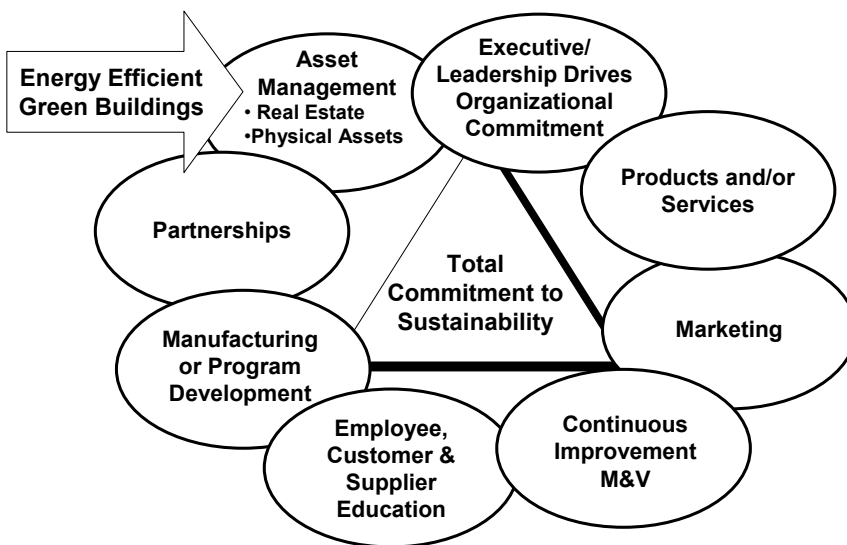 Energy Efficient
Green Buildings
Asset
Management
• Real Estate
•Physical Assets
Executive/
Leadership Drives
Organizational
Commitment
Products and/or
Services
Partnerships
Total
Commitment to
Sustainability
Marketing
Manufacturing
or Program
Development
Employee,
Customer &
Supplier
Education
Continuous
Improvement
M&V